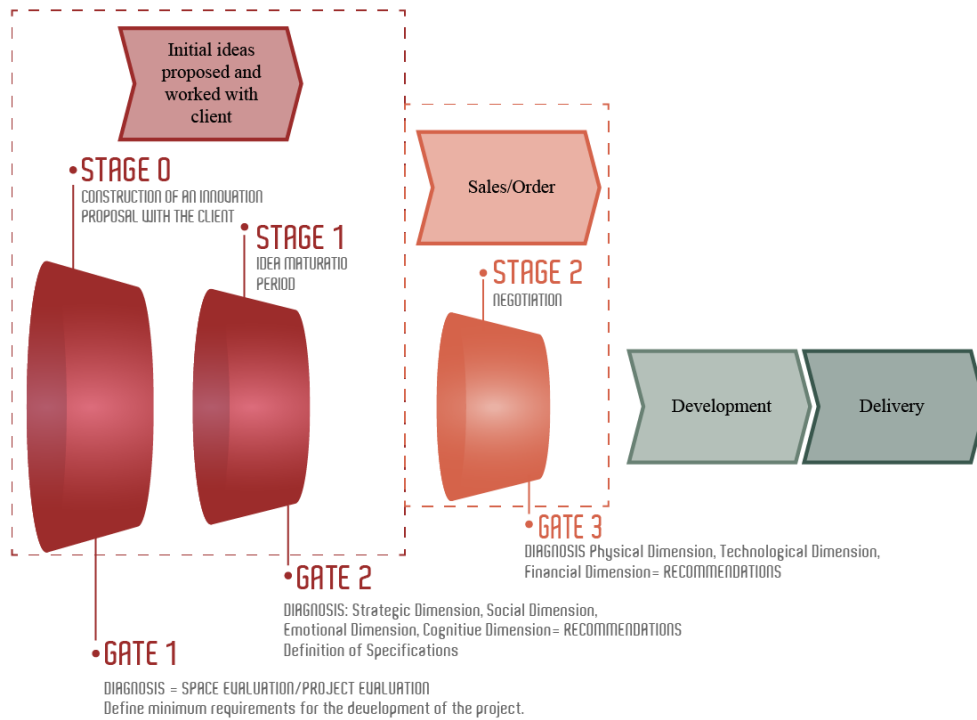 Initial ideas
proposed and
worked with
client
STAGE 0
CONSTRUCTION OF AN INNOVATION
PROPOSAL WITH THE CLIENT
STAGE 1
IDEA MATURATIO
PERIOD
Sales/Order
STAGE 2
NEGOTIATION
Development
Delivery
GATE 3
DIAGNOSIS Physical Dimension, Technological Dimension,
Financial Dimension= RECOMMENDATIONS
GATE 2
DIAGNOSIS: Strategic Dimension, Social Dimension,
Emotional Dimension, Cognitive Dimension= RECOMMENDATIONS
Definition of Specifications
GATE 1
DIAGNOSIS = SPACE EVALUATION/PROJECT EVALUATION
Define minimum requirements for the development of the project.